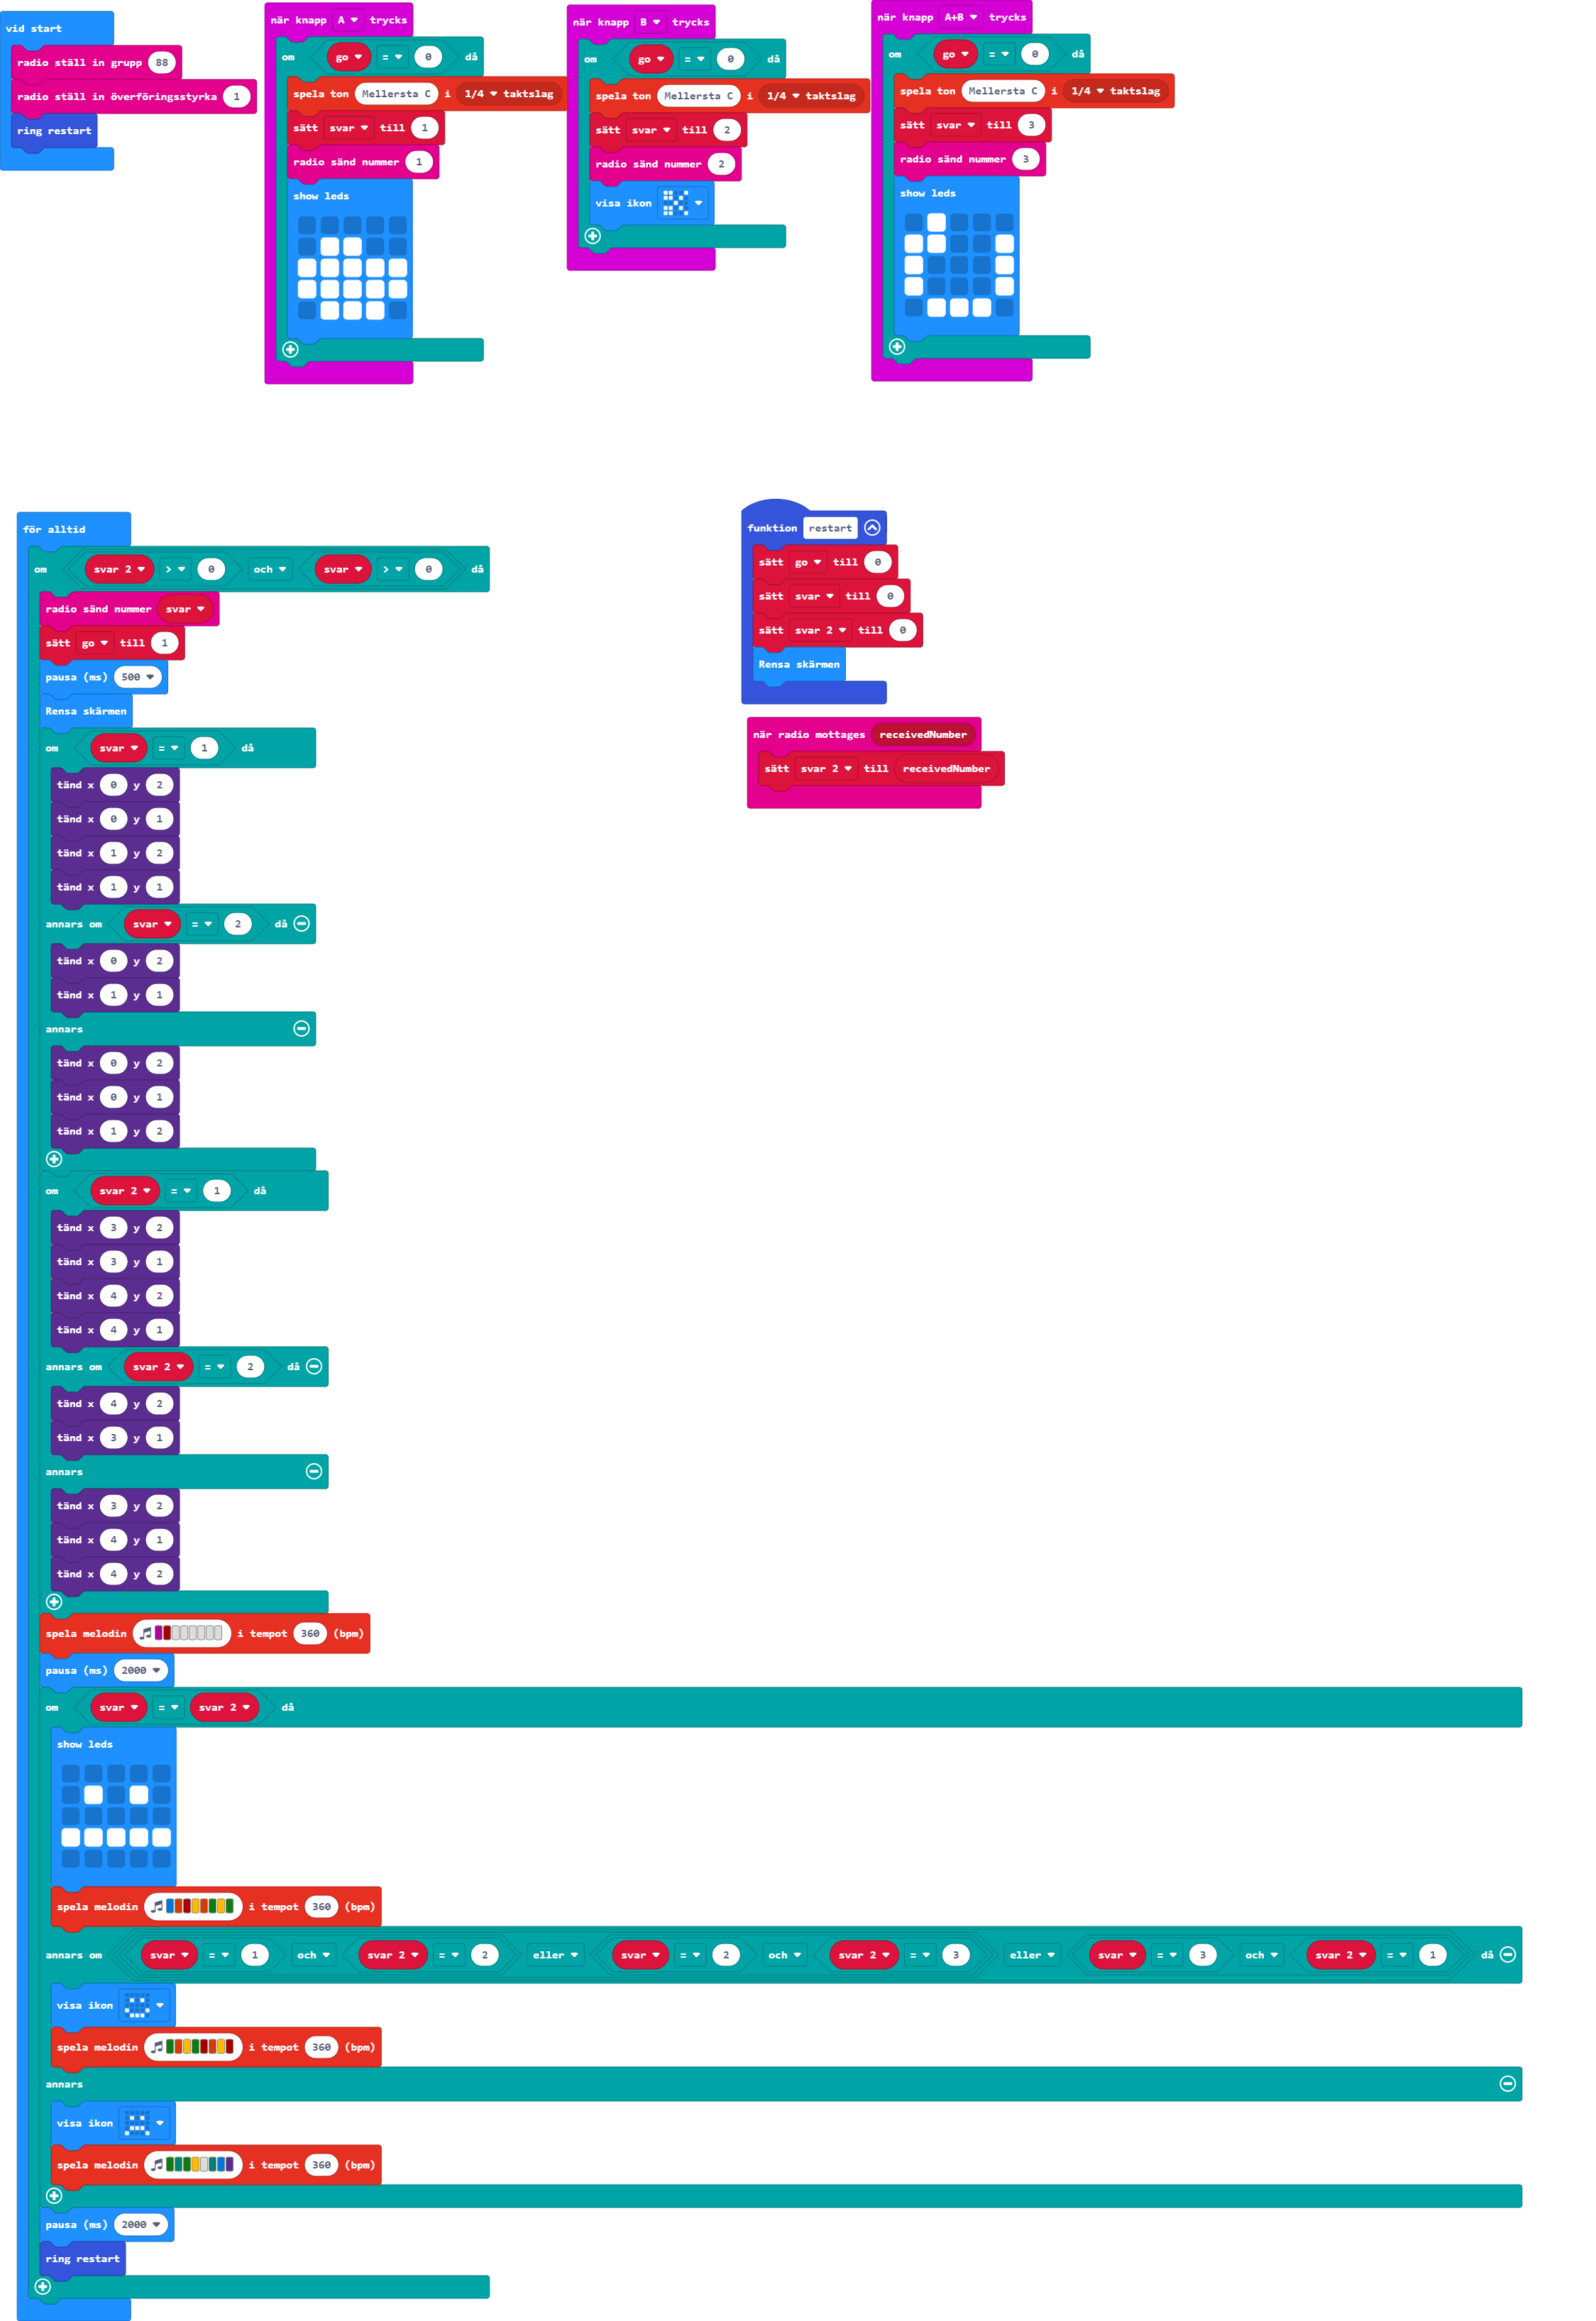 vid start
radio ställ in grupp 88
radio ställ in överföringsstyrka 1
ring restart
när knapp A trycks
om go = 0 då
spela ton Mellersta C i 1/4 taktslag
sätt svar till 1
radio sänd nummer 1
show leds
när knapp B trycks
om go = 0 då
spela ton Mellersta C i 1/4 taktslag
sätt svar till 2
radio sänd nummer 2
visa ikon
när knapp A+B trycks
om go = 0 då
spela ton Mellersta C i 1/4 taktslag
sätt svar till 3
radio sänd nummer 3
show leds
för alltid
om svar 2 > 0 och svar > 0 då
radio sänd nummer svar
sätt go till 1
pausa (ms) 500
Rensa skärmen
om svar = 1 då
tänd x 0 y 2
tänd x 0 y 1
tänd x 1 y 2
tänd x 1 y 1
annars om svar = 2 då
tänd x 0 y 2
tänd x 1 y 1
annars
tänd x 0 y 2
tänd x 0 y 1
tänd x 1 y 2
om svar 2 = 1 då
tänd x 3 y 2
tänd x 3 y 1
tänd x 4 y 2
tänd x 4 y 1
annars om svar 2 = 2 då
tänd x 4 y 2
tänd x 3 y 1
annars
tänd x 3 y 2
tänd x 4 y 1
tänd x 4 y 2
spela melodin i tempot 360 (bpm)
pausa (ms) 2000
om svar = svar 2 då
show leds
spela melodin i tempot 360 (bpm)
annars om svar = 1 och svar 2 = 2 eller svar = 2 och svar 2 = 3 eller svar = 3 och svar 2 = 1 då
visa ikon
spela melodin i tempot 360 (bpm)
annars
visa ikon
spela melodin i tempot 360 (bpm)
pausa (ms) 2000
ring restart
funktion restart
sätt go till 0
sätt svar till 0
sätt svar 2 till 0
Rensa skärmen
när radio mottages receivedNumber
sätt svar 2 till receivedNumber